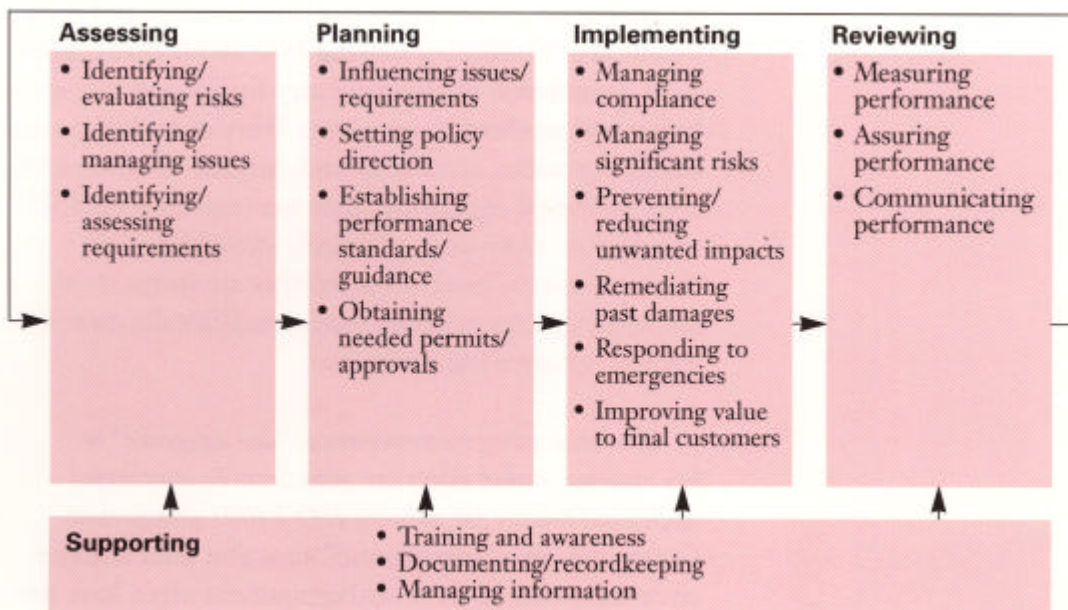 Assessing
• Identifying/
evaluating risks
• Identifying/
managing issues
• Identifying/
assessing
requirements
Planning
• Influencing issues/
requirements
• Setting policy
direction
• Establishing
performance
standards/
guidance
• Obtaining
needed permits/
approvals
Implementing
• Managing
compliance
• Managing
significant risks
• Preventing/
reducing
unwanted impacts
• Remediating
past damages
• Responding to
emergencies
• Improving value
to final customers
Reviewing
• Measuring
performance
• Assuring
performance
• Communicating
performance
Supporting
• Training and awareness
• Documenting/recordkeeping
• Managing information